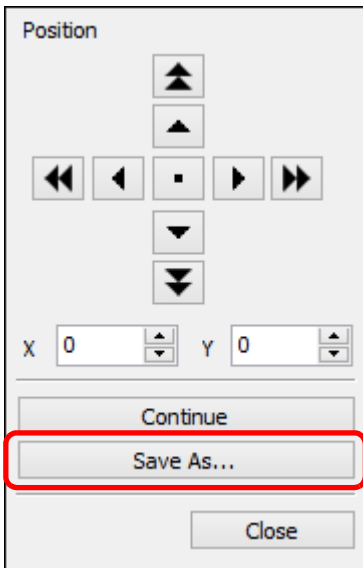 Position
X 0 Y 0
Continue
Save As...
Close